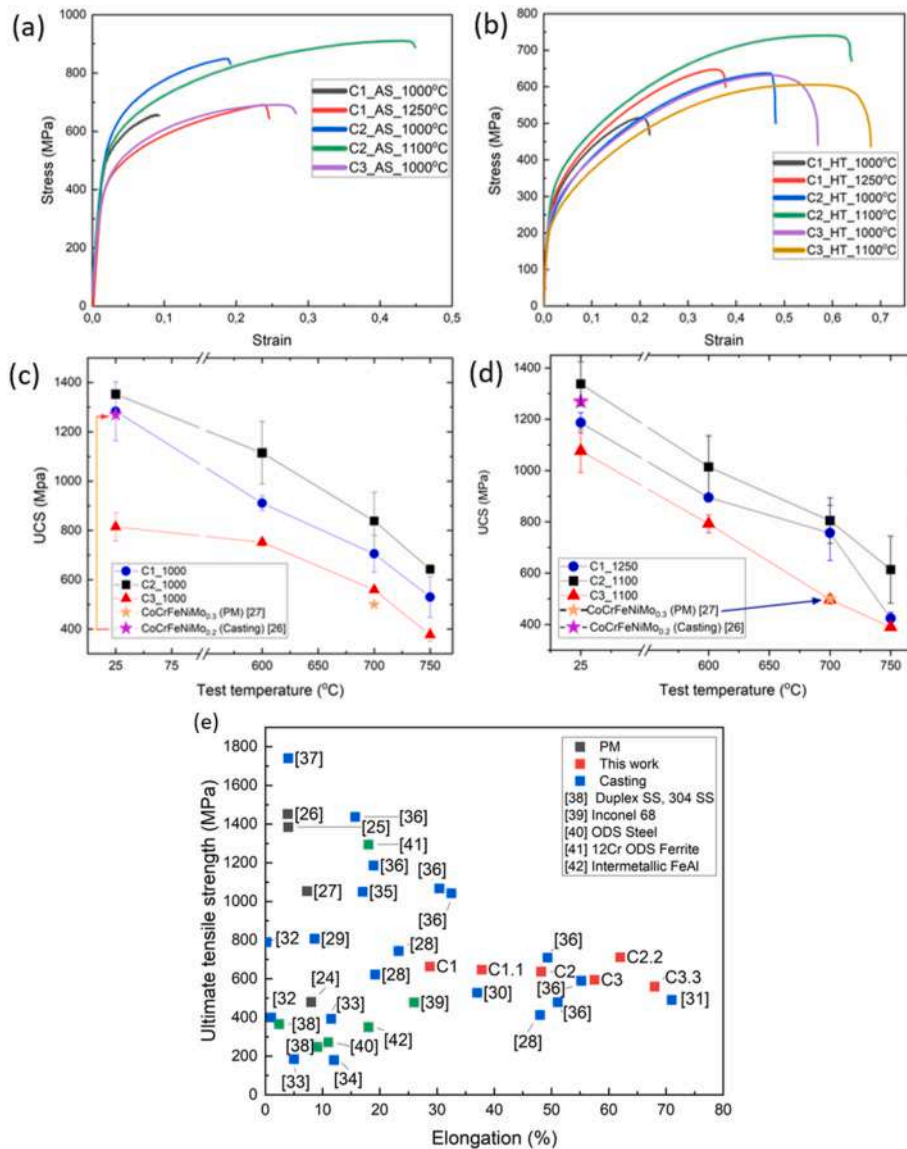 (a)
1000
800
600
400
200
0
Stress (MPa)
C1_AS_1000°C
C1_AS_1250°C
C2_AS_1000°C
C2_AS_1100°C
C3_AS_1000°C
0,0 0,1 0,2 0,3 0,4 0,5
Strain
(b)
800
700
600
500
400
300
200
100
0
Stress (MPa)
C1_HT_1000°C
C1_HT_1250°C
C2_HT_1000°C
C2_HT_1100°C
C3_HT_1000°C
C3_HT_1100°C
0,0 0,1 0,2 0,3 0,4 0,5 0,6 0,7
Strain
(c)
1400
1200
1000
800
600
400
UCS (Mpa)
C1_1000
C2_1000
C3_1000
CoCrFeNiMo0.3 (PM) [27]
CoCrFeNiMo0.2 (Casting) [26]
25 75 600 700 750
Test temperature (°C)
(d)
1400
1200
1000
800
600
400
UCS (MPa)
C1_1250
C2_1100
C3_1100
CoCrFeNiMo0.3 (PM) [27]
CoCrFeNiMo0.2 (Casting) [26]
25 600 700 750
Test temperature (°C)
(e)
1800
1600
1400
1200
1000
800
600
400
200
0
Ultimate tensile strength (MPa)
PM
This work
Casting
[38] Duplex SS, 304 SS
[39] Inconel 68
[40] ODS Steel
[41] 12Cr ODS Ferrite
[42] Intermetallic FeAl
[37]
[26] [36]
[25]
[41]
[36] [36]
[27] [35]
[36]
[32 [29] [28] [36] C2.2
[28] C1 C1.1 C2 C3 C3.3
[24] [36]
[32 [33] [39] [30] [36] [31]
[38] [42] [28]
[38] [40]
[33] [34]
0 10 20 30 40 50 60 70 80
Elongation (%)